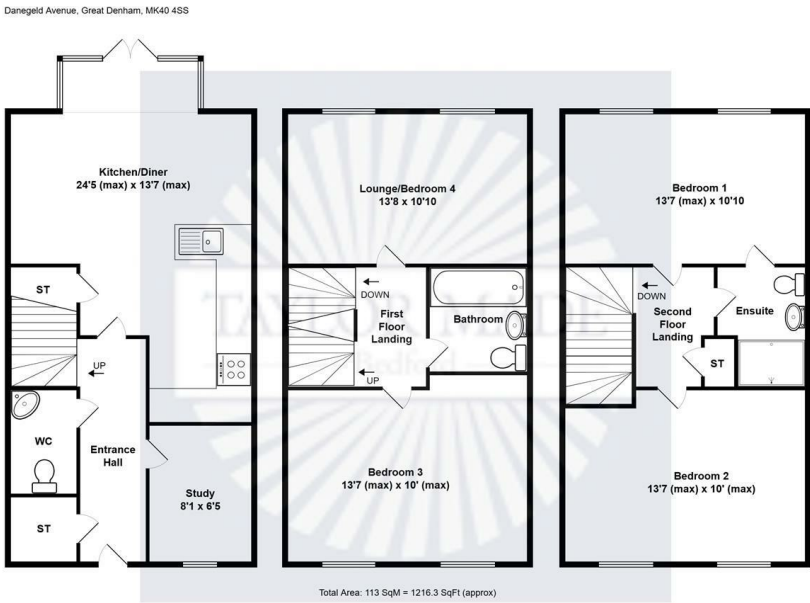 Danegeld Avenue, Great Denham, MK40 4SS
Kitchen/Diner
24'5 (max) x 13'7 (max)
ST
UP
WC
Entrance
Hall
Study
8'1 x 6'5
ST
Lounge/Bedroom 4
13'8 x 10'10
DOWN
First
Floor
Landing
Bathroom
UP
Bedroom 3
13'7 (max) x 10' (max)
Bedroom 1
13'7 (max) x 10'10
DOWN
Second
Floor
Landing
Ensuite
ST
Bedroom 2
13'7 (max) x 10' (max)
TAYLOR MADE
Bedford
Total Area: 113 SqM = 1216.3 SqFt (approx)